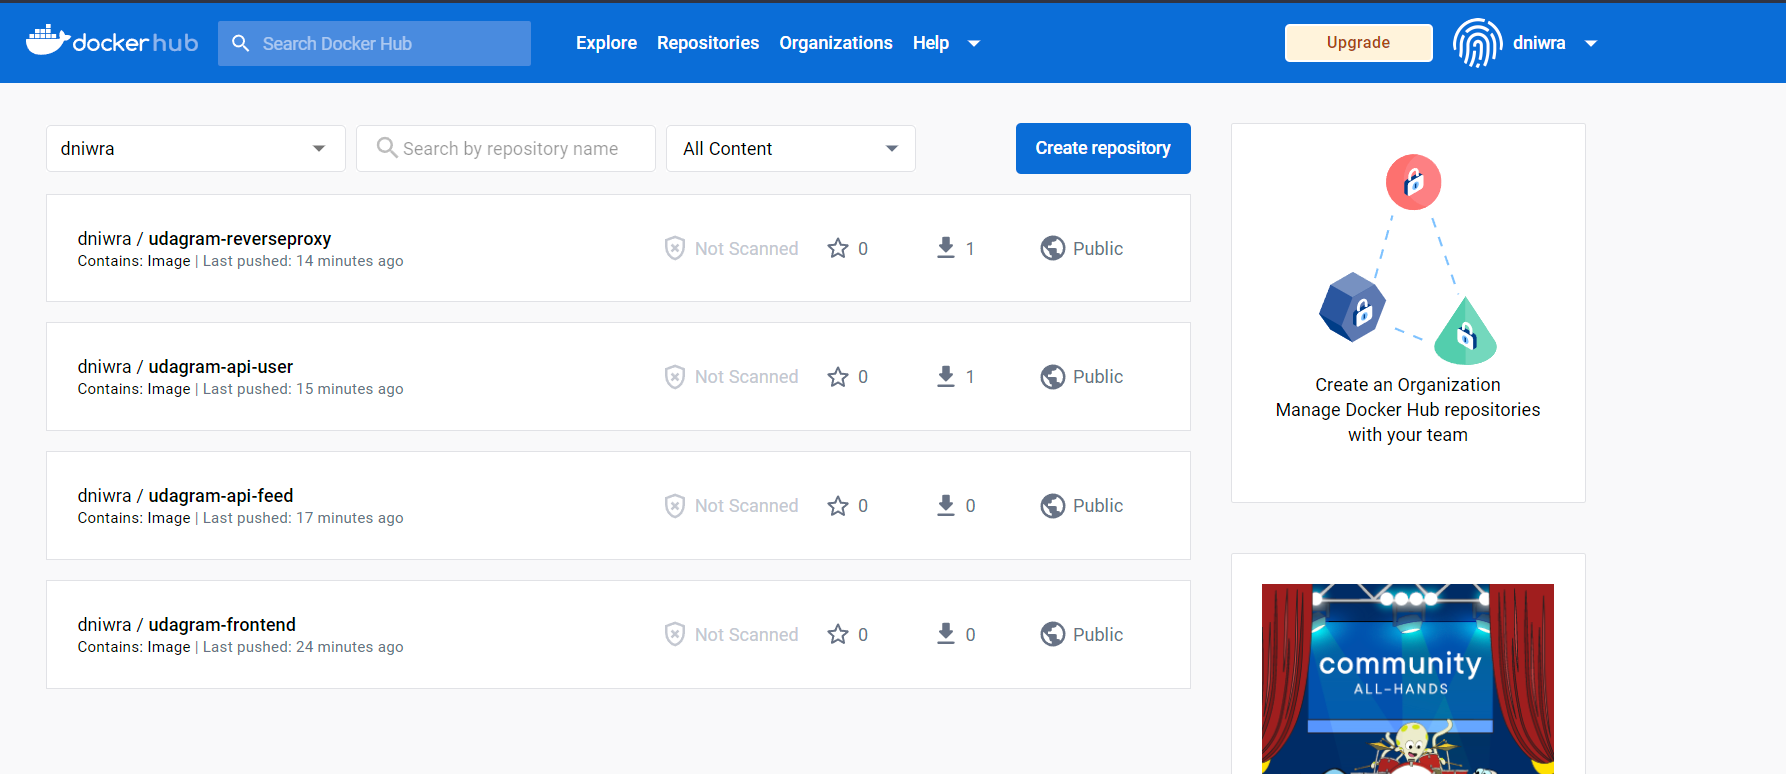 docker hub
Search Docker Hub
Explore Repositories Organizations Help
Upgrade
dniwra
dniwra
Search by repository name
All Content
Create repository
dniwra / udagram-reverseproxy
Contains: Image | Last pushed: 14 minutes ago
Not Scanned
0
1
Public
dniwra / udagram-api-user
Contains: Image | Last pushed: 15 minutes ago
Not Scanned
0
1
Public
dniwra / udagram-api-feed
Contains: Image | Last pushed: 17 minutes ago
Not Scanned
0
0
Public
dniwra / udagram-frontend
Contains: Image | Last pushed: 24 minutes ago
Not Scanned
0
0
Public
Create an Organization
Manage Docker Hub repositories
with your team
community
ALL-HANDS